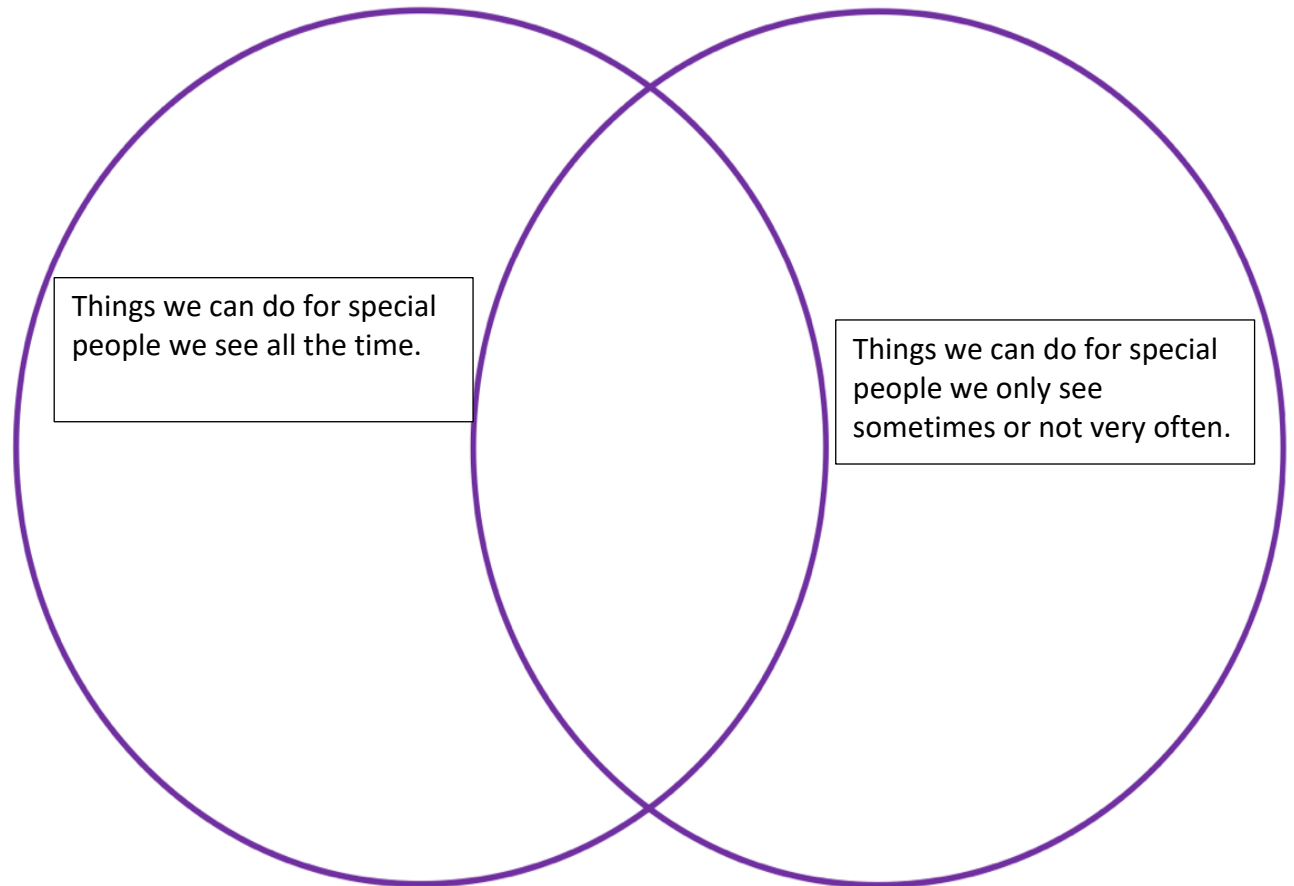 Things we can do for special
people we see all the time.
Things we can do for special
people we only see
sometimes or not very often.